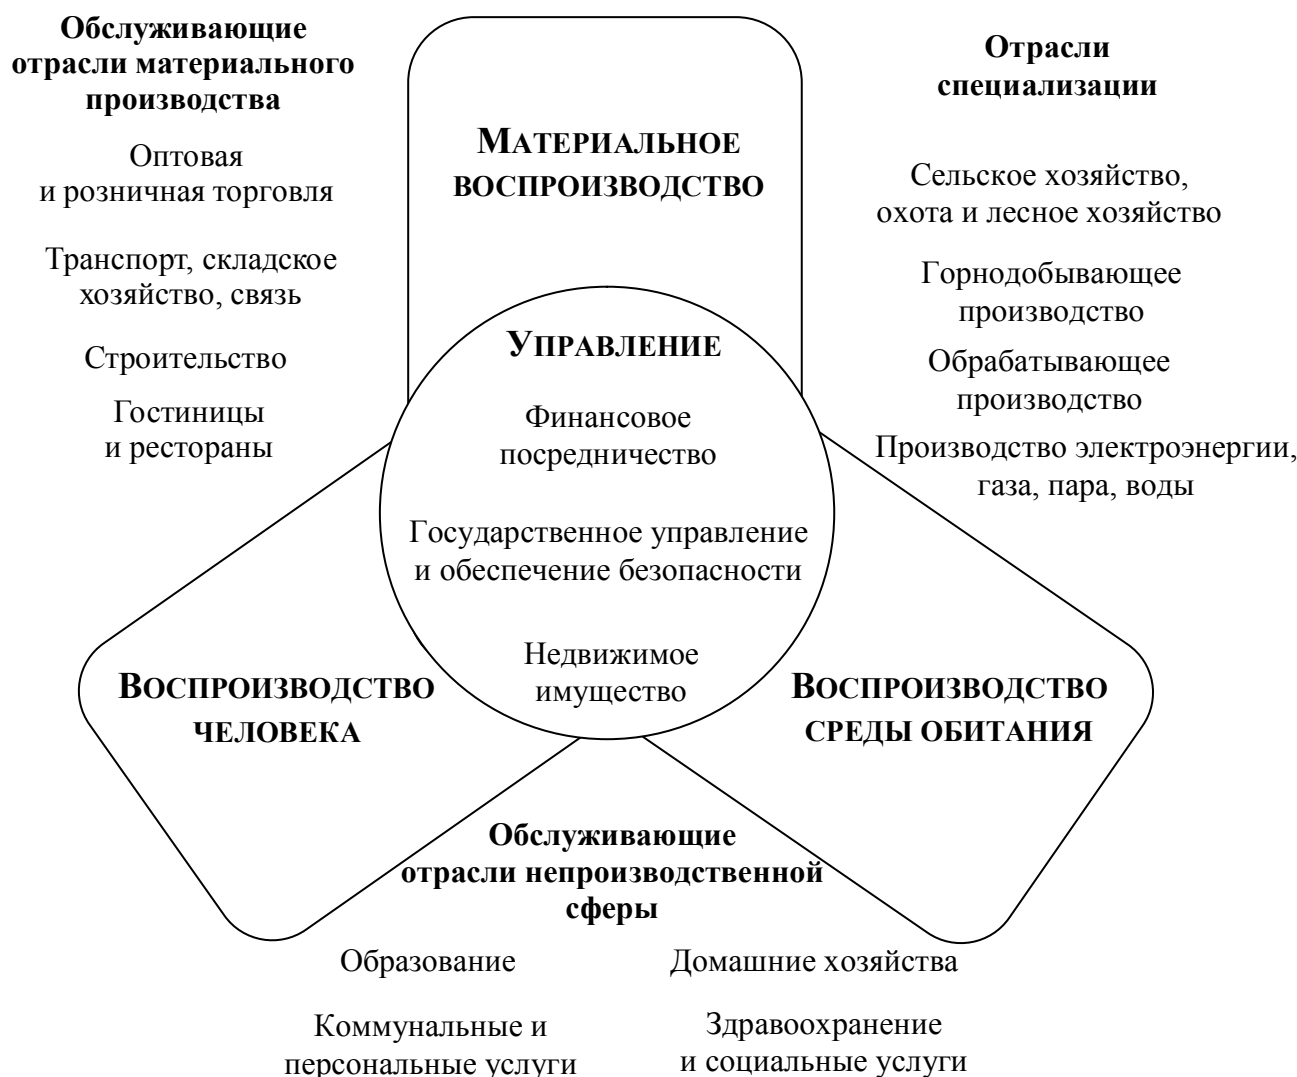 Обслуживающие
отрасли материального
производства
Оптовая
и розничная торговля
Транспорт, складское
хозяйство, связь
Строительство
Гостиницы
и рестораны
МАТЕРИАЛЬНОЕ
ВОСПРОИЗВОДСТВО
Отрасли
специализации
Сельское хозяйство,
охота и лесное хозяйство
Горнодобывающее
производство
Обрабатывающее
производство
Производство электроэнергии,
газа, пара, воды
УПРАВЛЕНИЕ
Финансовое
посредничество
Государственное управление
и обеспечение безопасности
Недвижимое
имущество
ВОСПРОИЗВОДСТВО
ЧЕЛОВЕКА
ВОСПРОИЗВОДСТВО
СРЕДЫ ОБИТАНИЯ
Обслуживающие
отрасли непроизводственной
сферы
Образование
Домашние хозяйства
Коммунальные и
персональные услуги
Здравоохранение
и социальные услуги